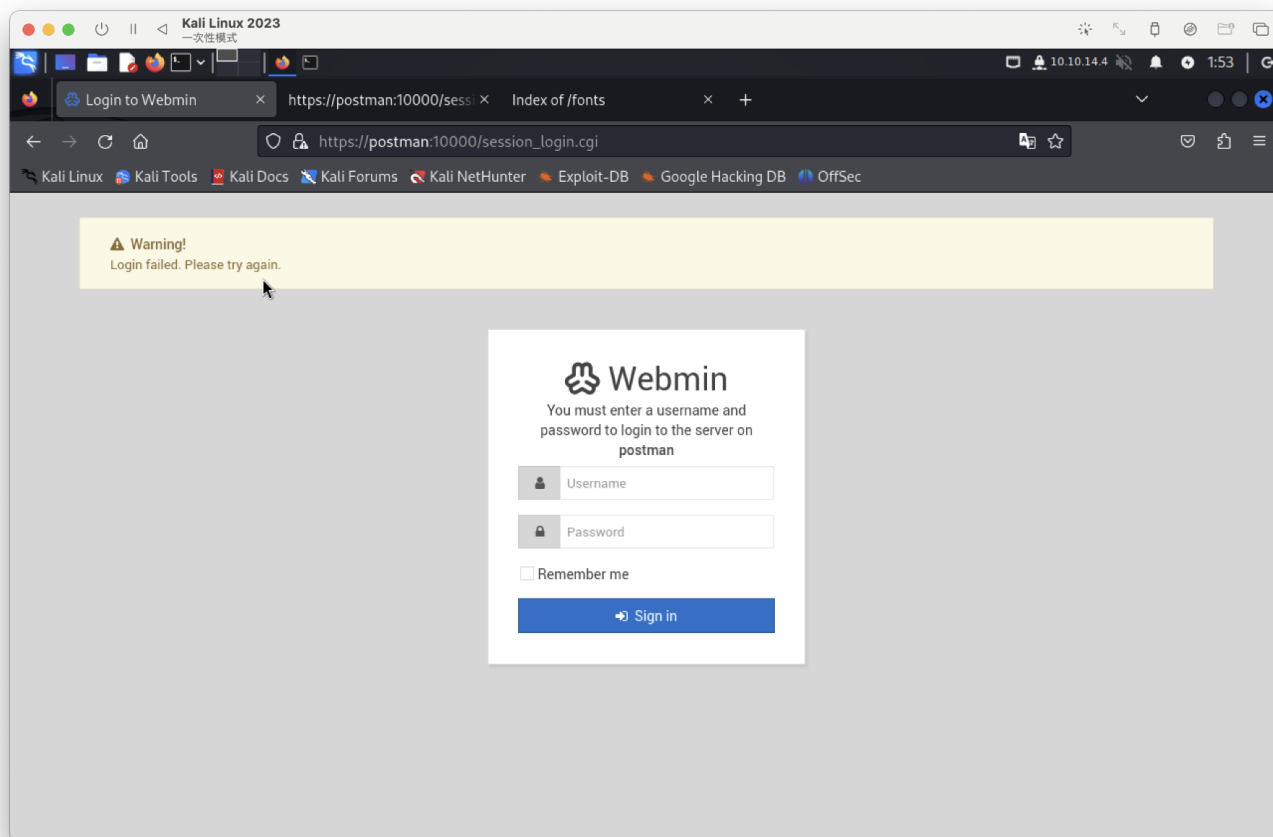 Kali Linux 2023
一次性模式
10.10.14.4
1:53
Login to Webmin
https://postman:10000/sess
Index of /fonts
https://postman:10000/session_login.cgi
Kali Linux
Kali Tools
Kali Docs
Kali Forums
Kali NetHunter
Exploit-DB
Google Hacking DB
OffSec
Warning!
Login failed. Please try again.
Webmin
You must enter a username and
password to login to the server on
postman
Username
Password
Remember me
Sign in